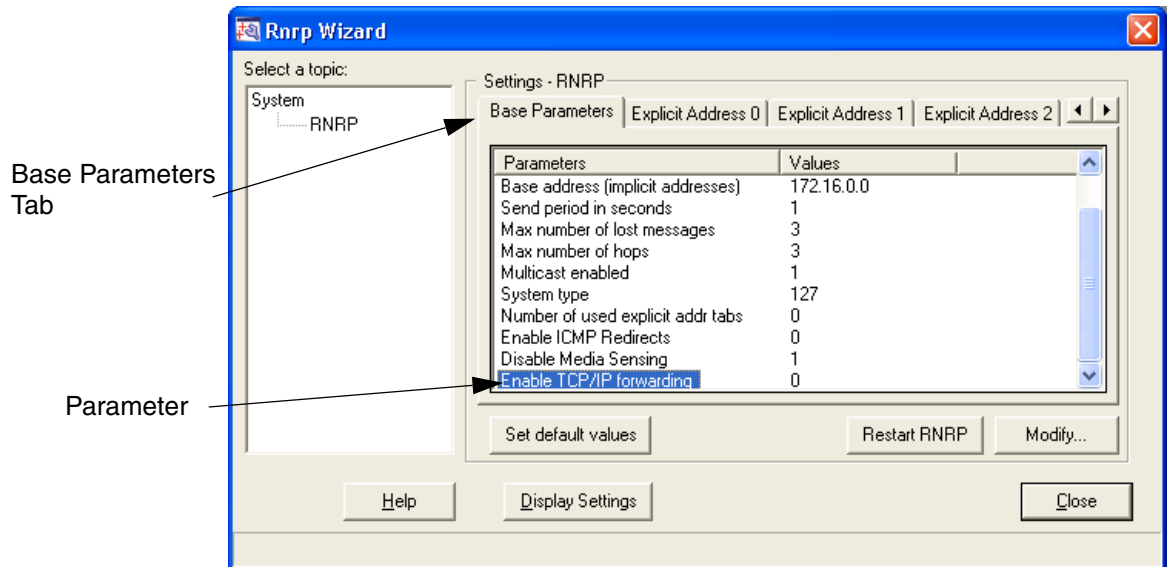 Rnrp Wizard
Select a topic:
System
RNRP
Settings - RNRP
Base Parameters Explicit Address 0 Explicit Address 1 Explicit Address 2
Parameters Values
Base address (implicit addresses) 172.16.0.0
Send period in seconds 1
Max number of lost messages 3
Max number of hops 3
Multicast enabled 1
System type 127
Number of used explicit addr tabs 0
Enable ICMP Redirects 0
Disable Media Sensing 1
Enable TCP/IP forwarding 0
Base Parameters
Tab
Parameter
Set default values Restart RNRP Modify...
Help Display Settings Close